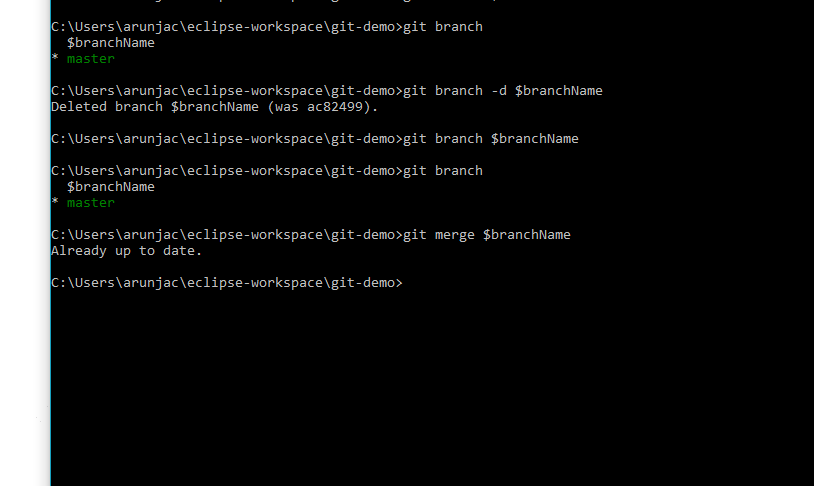 C:\Users\arunjac\eclipse-workspace\git-demo>git branch
  $branchName
* master
C:\Users\arunjac\eclipse-workspace\git-demo>git branch -d $branchName
Deleted branch $branchName (was ac82499).
C:\Users\arunjac\eclipse-workspace\git-demo>git branch $branchName
C:\Users\arunjac\eclipse-workspace\git-demo>git branch
  $branchName
* master
C:\Users\arunjac\eclipse-workspace\git-demo>git merge $branchName
Already up to date.
C:\Users\arunjac\eclipse-workspace\git-demo>